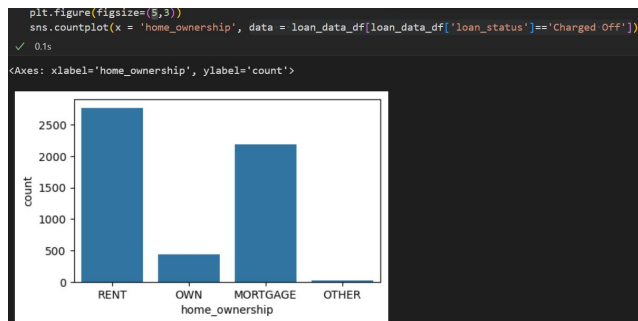 plt.figure(figsize=(5,3))
sns.countplot(x = 'home_ownership', data = loan_data_df[loan_data_df['loan_status']=='Charged Off'])
✓ 0.1s
<Axes: xlabel='home_ownership', ylabel='count'>
2500
2000
1500
1000
500
0
count
RENT OWN MORTGAGE OTHER
home_ownership